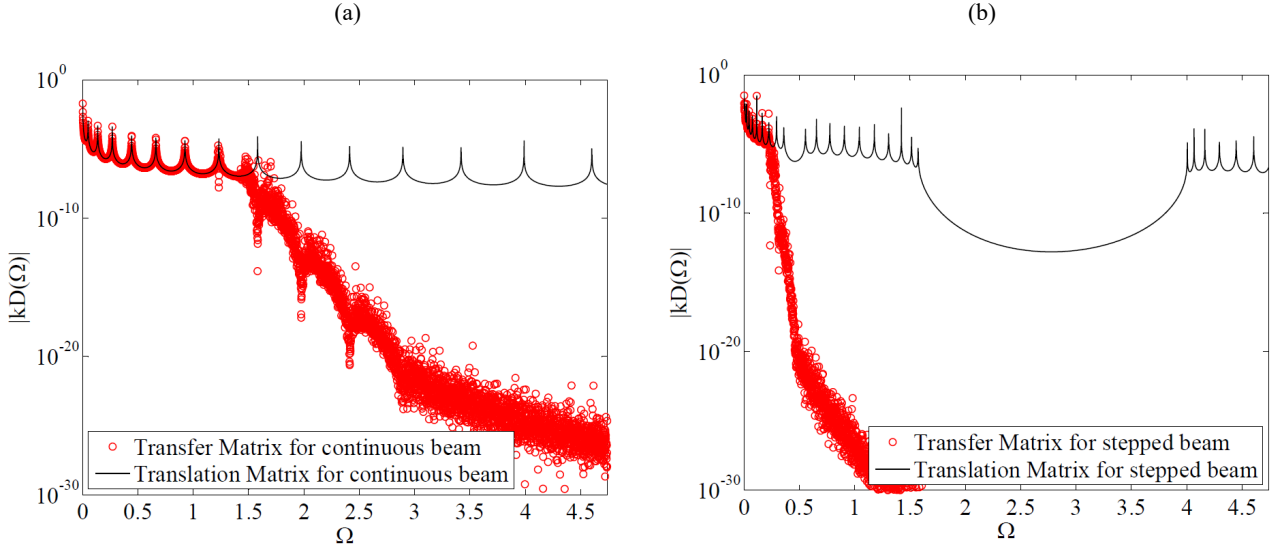 (a)
(b)
10^0
10^-10
10^-20
10^-30
|kD(Ω)|
0 0.5 1 1.5 2 2.5 3 3.5 4 4.5
Ω
Transfer Matrix for continuous beam
Translation Matrix for continuous beam
10^0
10^-10
10^-20
10^-30
|kD(Ω)|
0 0.5 1 1.5 2 2.5 3 3.5 4 4.5
Ω
Transfer Matrix for stepped beam
Translation Matrix for stepped beam